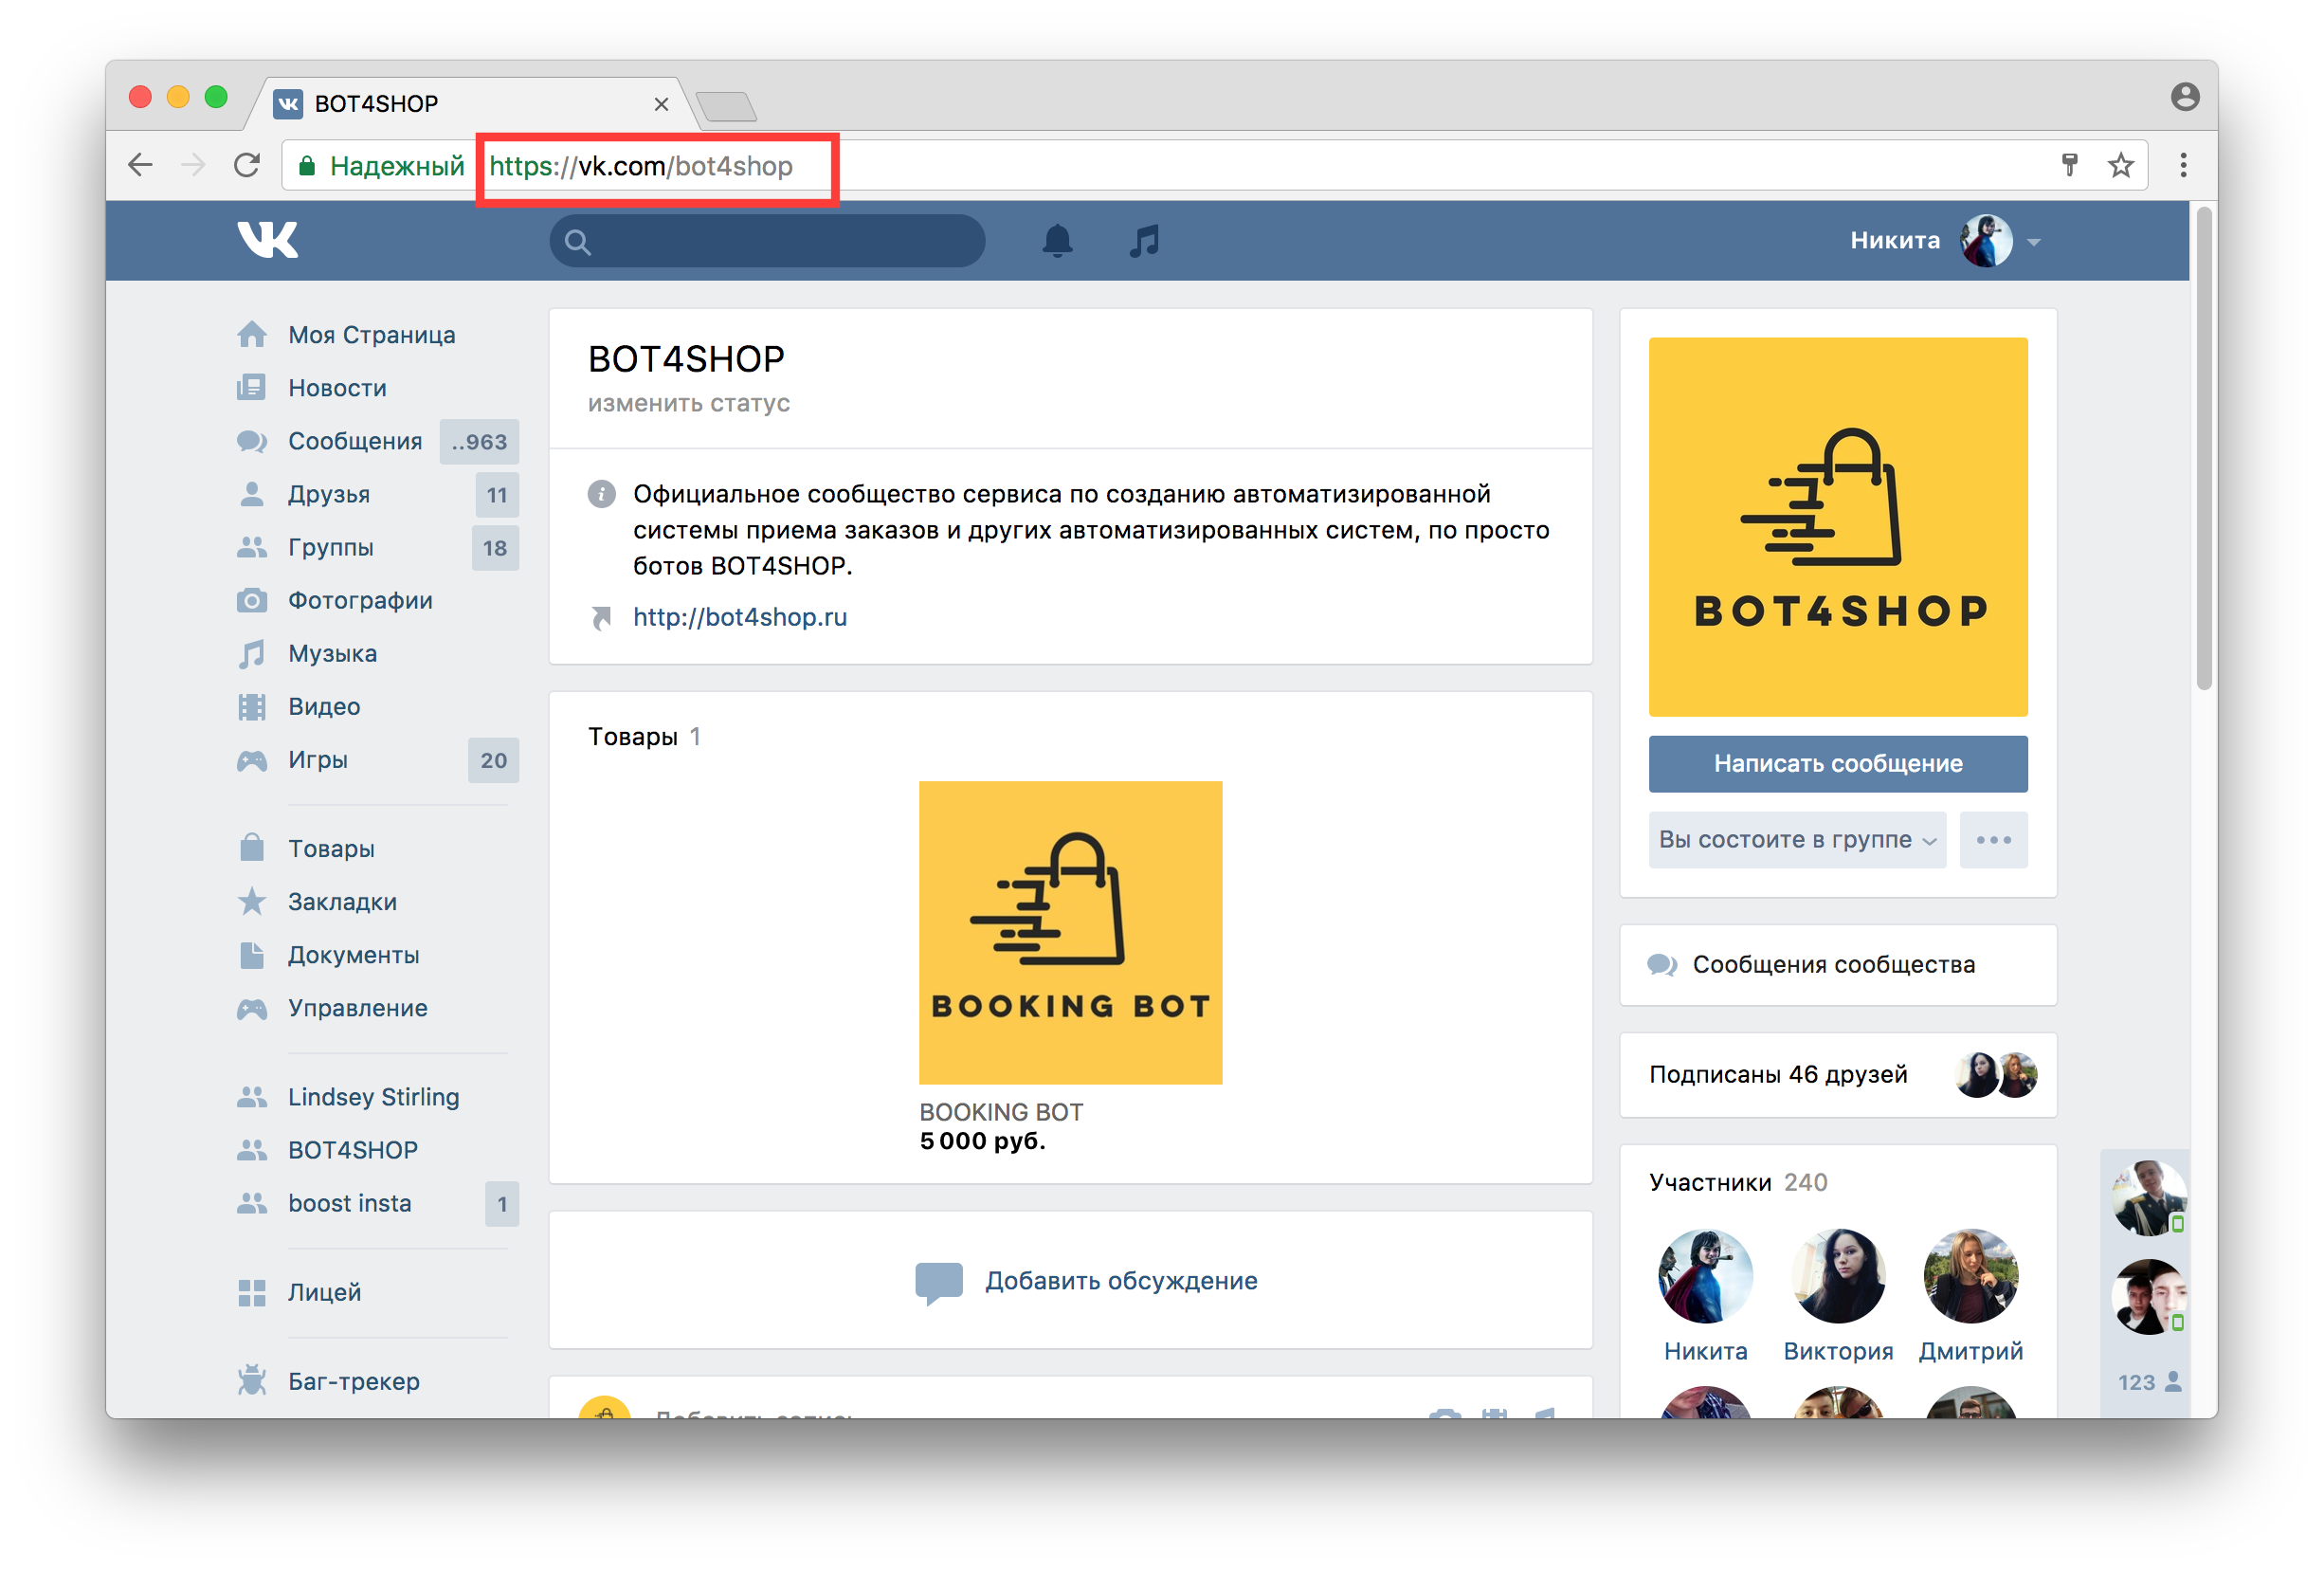 BOT4SHOP
Надежный https://vk.com/bot4shop
Никита
Моя Страница
Новости
Сообщения ..963
Друзья 11
Группы 18
Фотографии
Музыка
Видео
Игры 20
Товары
Закладки
Документы
Управление
Lindsey Stirling
BOT4SHOP
boost insta 1
Лицей
Баг-трекер
BOT4SHOP
изменить статус
Официальное сообщество сервиса по созданию автоматизированной
системы приема заказов и других автоматизированных систем, по просто
ботов BOT4SHOP.
http://bot4shop.ru
Товары 1
BOOKING BOT
BOOKING BOT
5 000 руб.
Добавить обсуждение
Добавить запись
BOT4SHOP
Написать сообщение
Вы состоите в группе
Сообщения сообщества
Подписаны 46 друзей
Участники 240
Никита Виктория Дмитрий
123